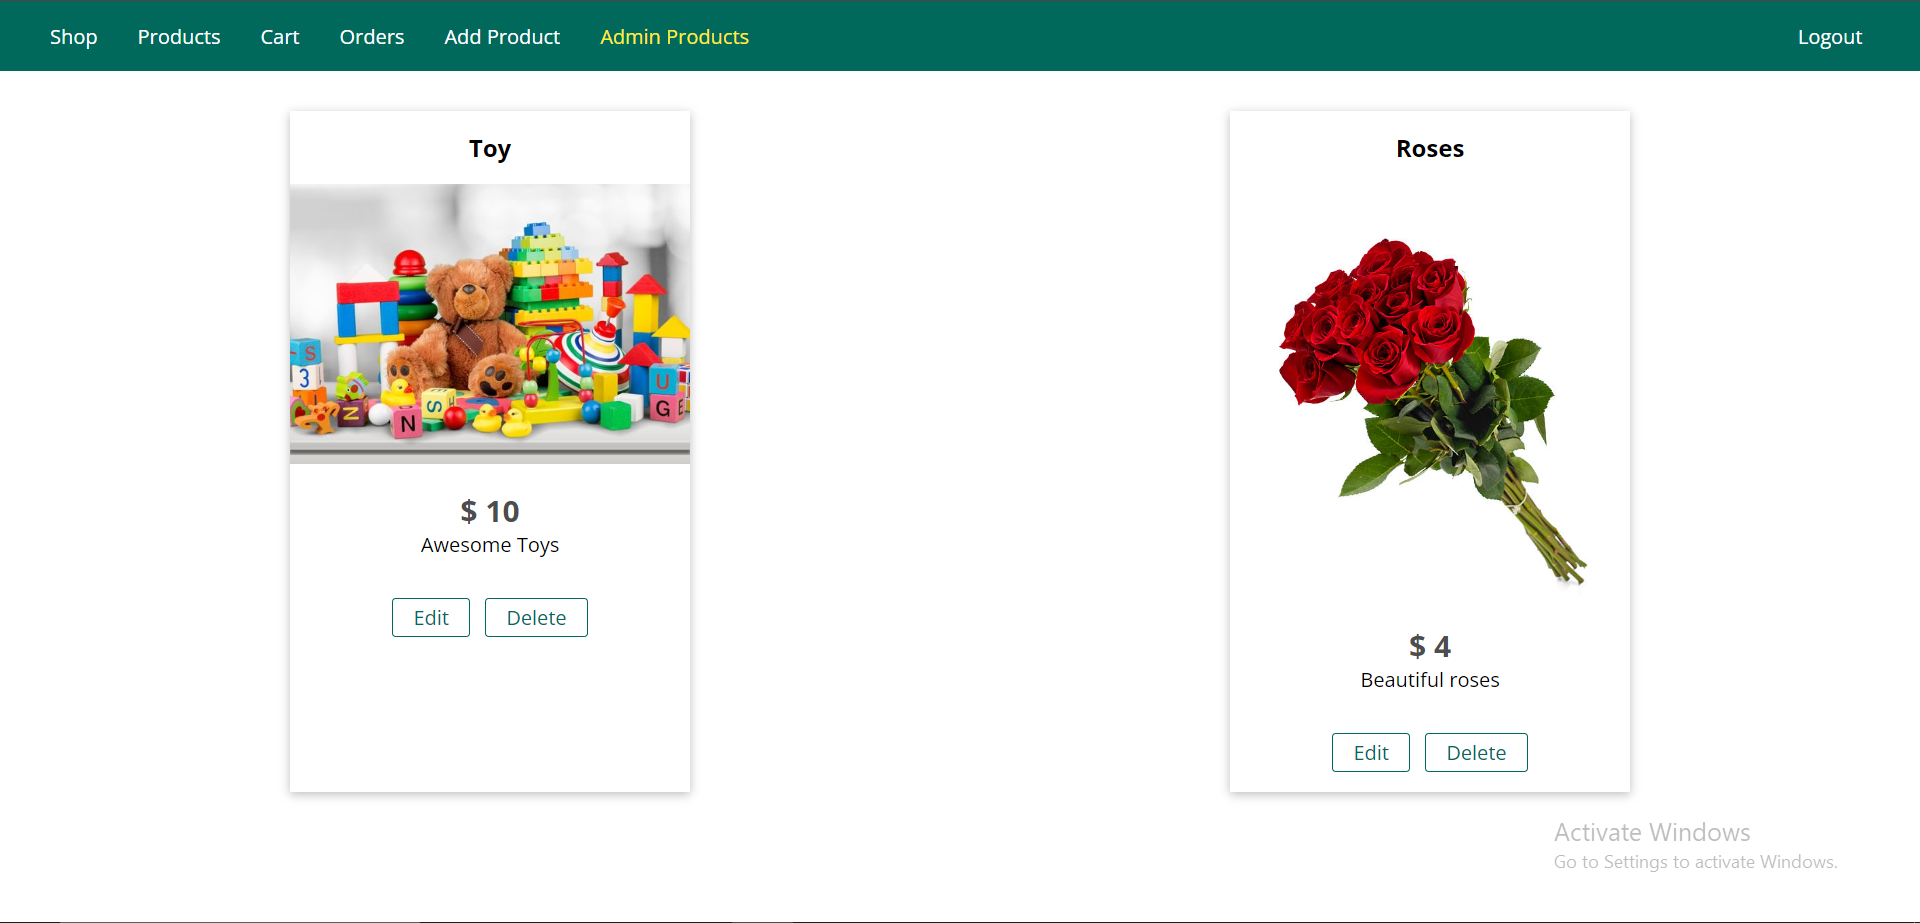 Shop Products Cart Orders Add Product Admin Products Logout
Toy
S
3
N
N
S
U
G E
$ 10
Awesome Toys
Edit Delete
Roses
$ 4
Beautiful roses
Edit Delete
Activate Windows
Go to Settings to activate Windows.